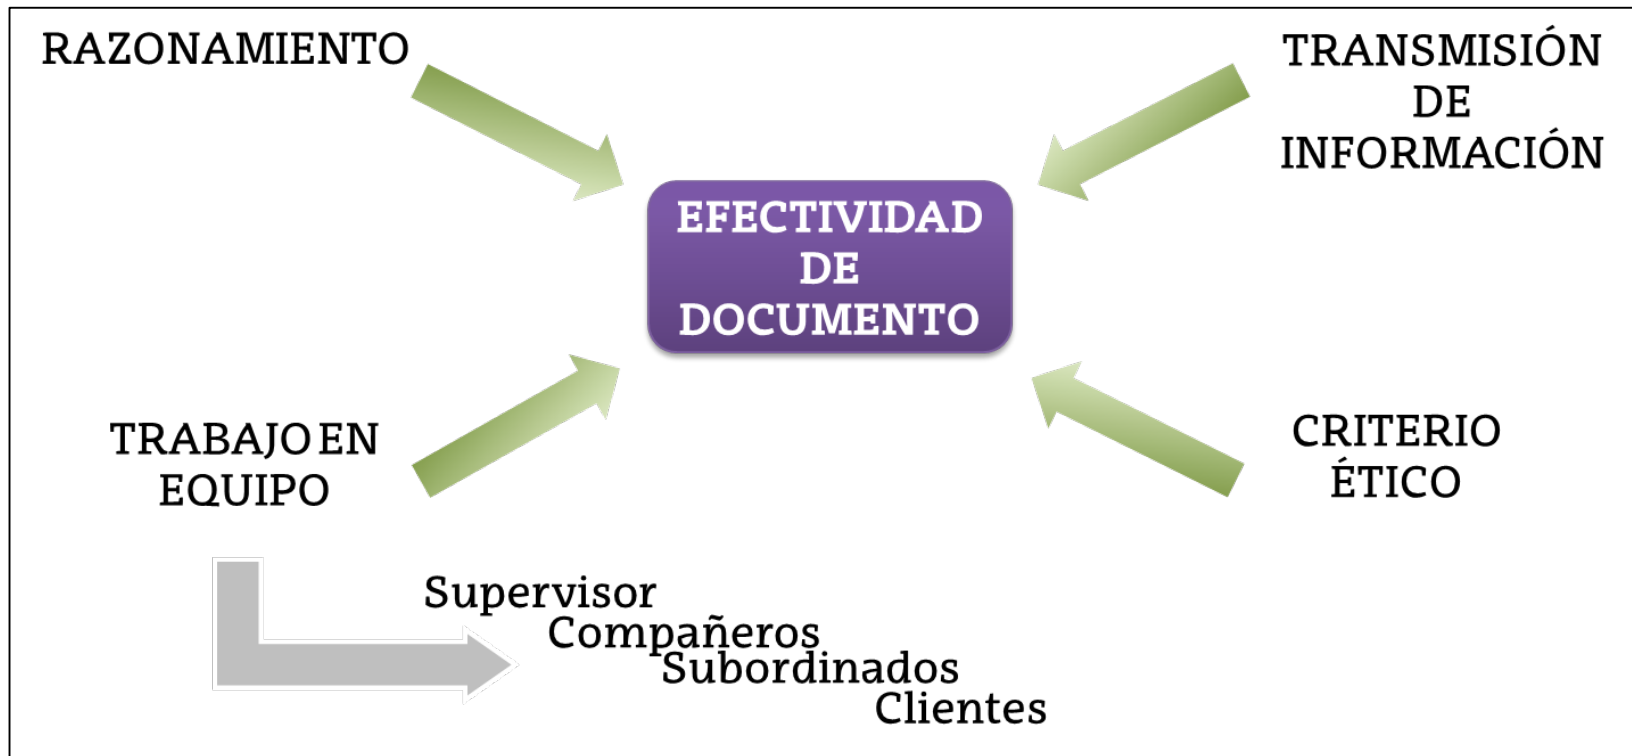 RAZONAMIENTO
TRANSMISIÓN
DE
INFORMACIÓN
EFECTIVIDAD
DE
DOCUMENTO
TRABAJO EN
EQUIPO
CRITERIO
ÉTICO
Supervisor
Compañeros
Subordinados
Clientes